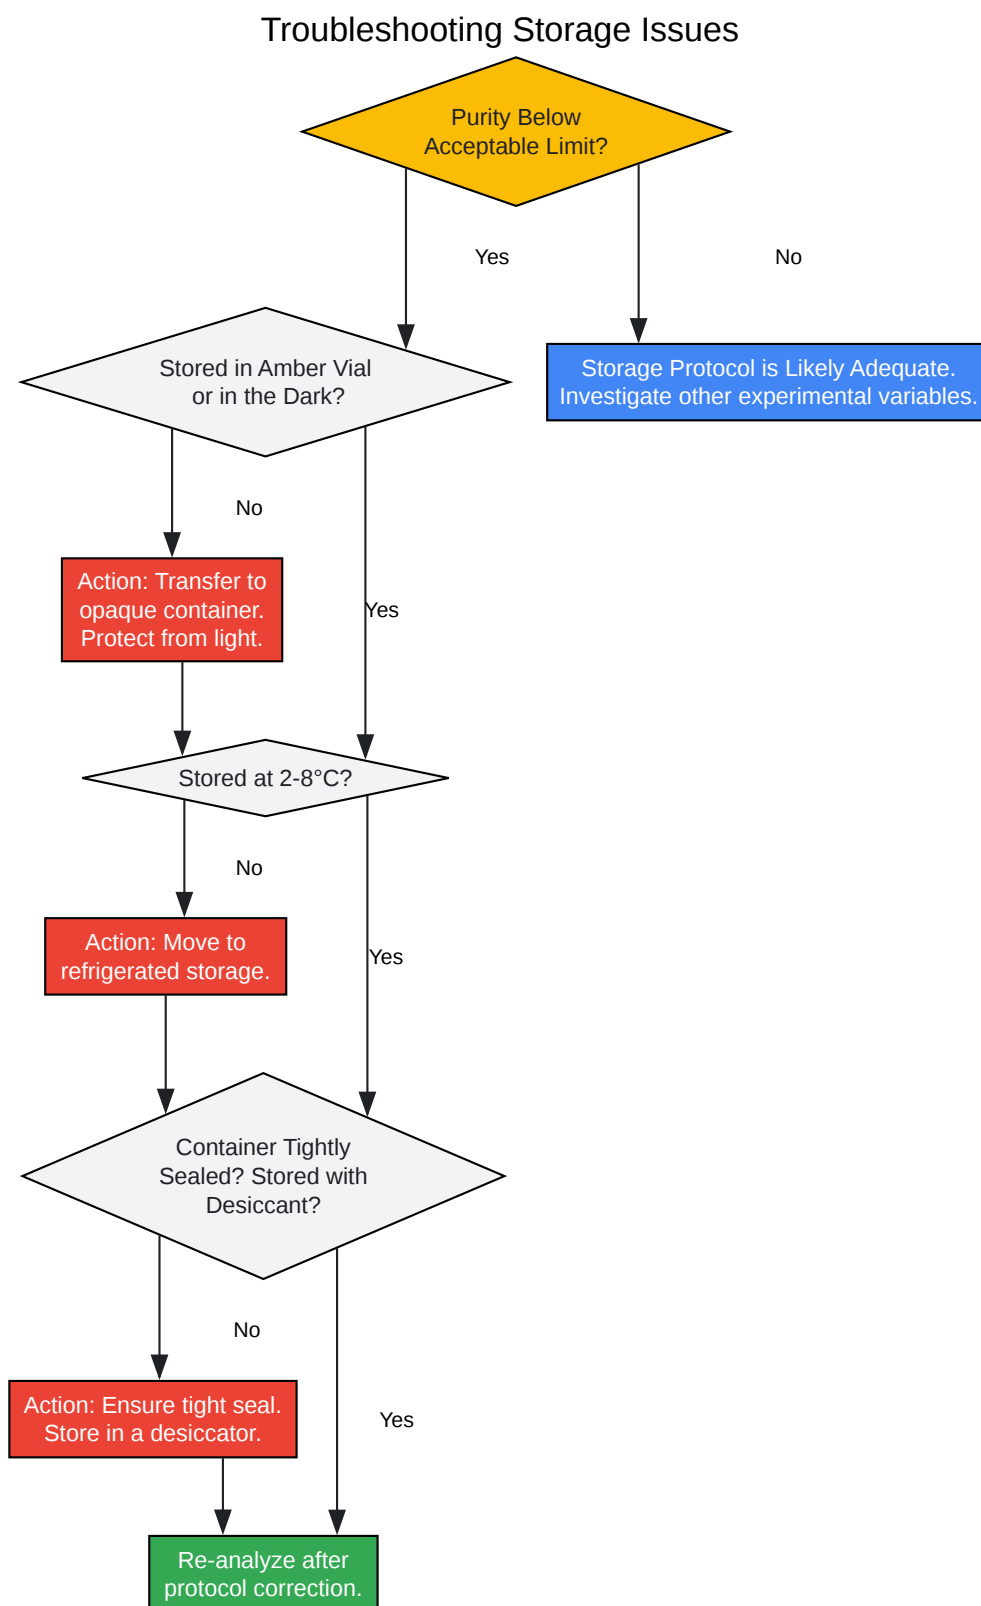 Troubleshooting Storage Issues
Purity Below
Acceptable Limit?
Yes
No
Stored in Amber Vial
or in the Dark?
Storage Protocol is Likely Adequate.
Investigate other experimental variables.
No
Action: Transfer to
opaque container.
Protect from light.
Yes
Stored at 2-8°C?
No
Action: Move to
refrigerated storage.
Yes
Container Tightly
Sealed? Stored with
Desiccant?
No
Action: Ensure tight seal.
Store in a desiccator.
Yes
Re-analyze after
protocol correction.